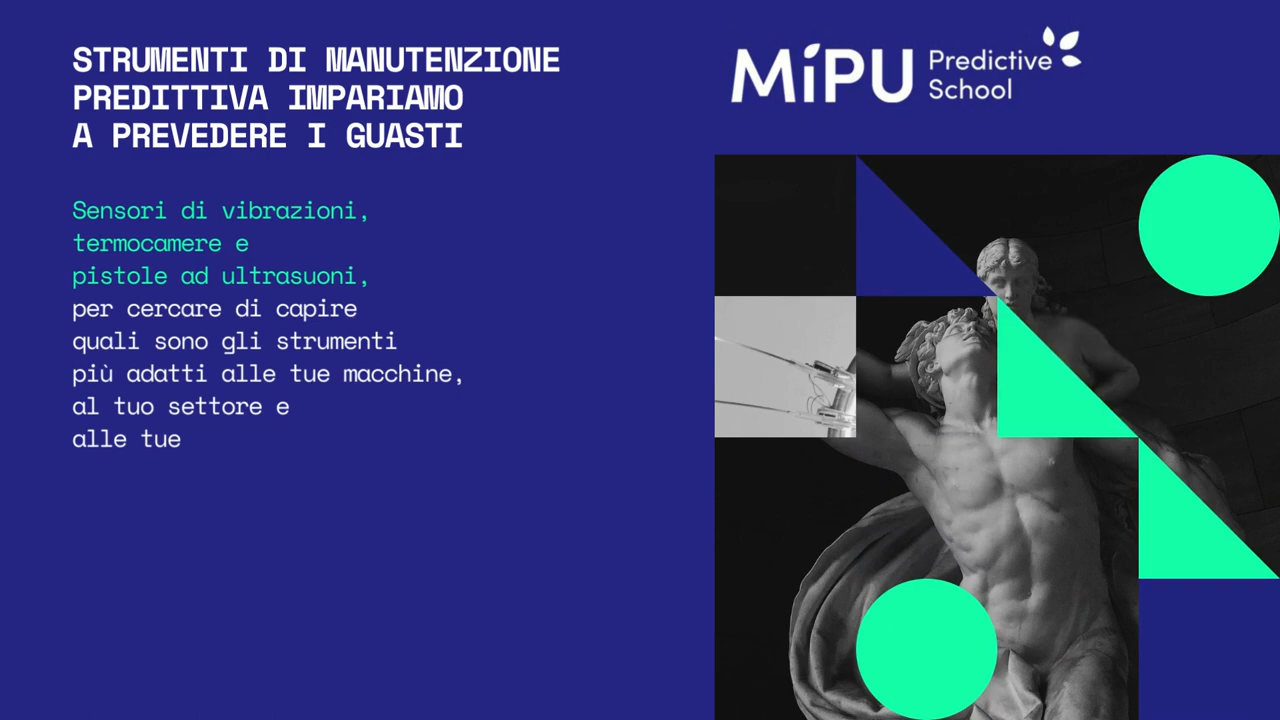 STRUMENTI DI MANUTENZIONE
PREDITTIVA IMPARIAMO
A PREVEDERE I GUASTI
Sensori di vibrazioni,
termocamere e
pistole ad ultrasuoni,
per cercare di capire
quali sono gli strumenti
più adatti alle tue macchine,
al tuo settore e
alle tue
MiPU Predictive
School